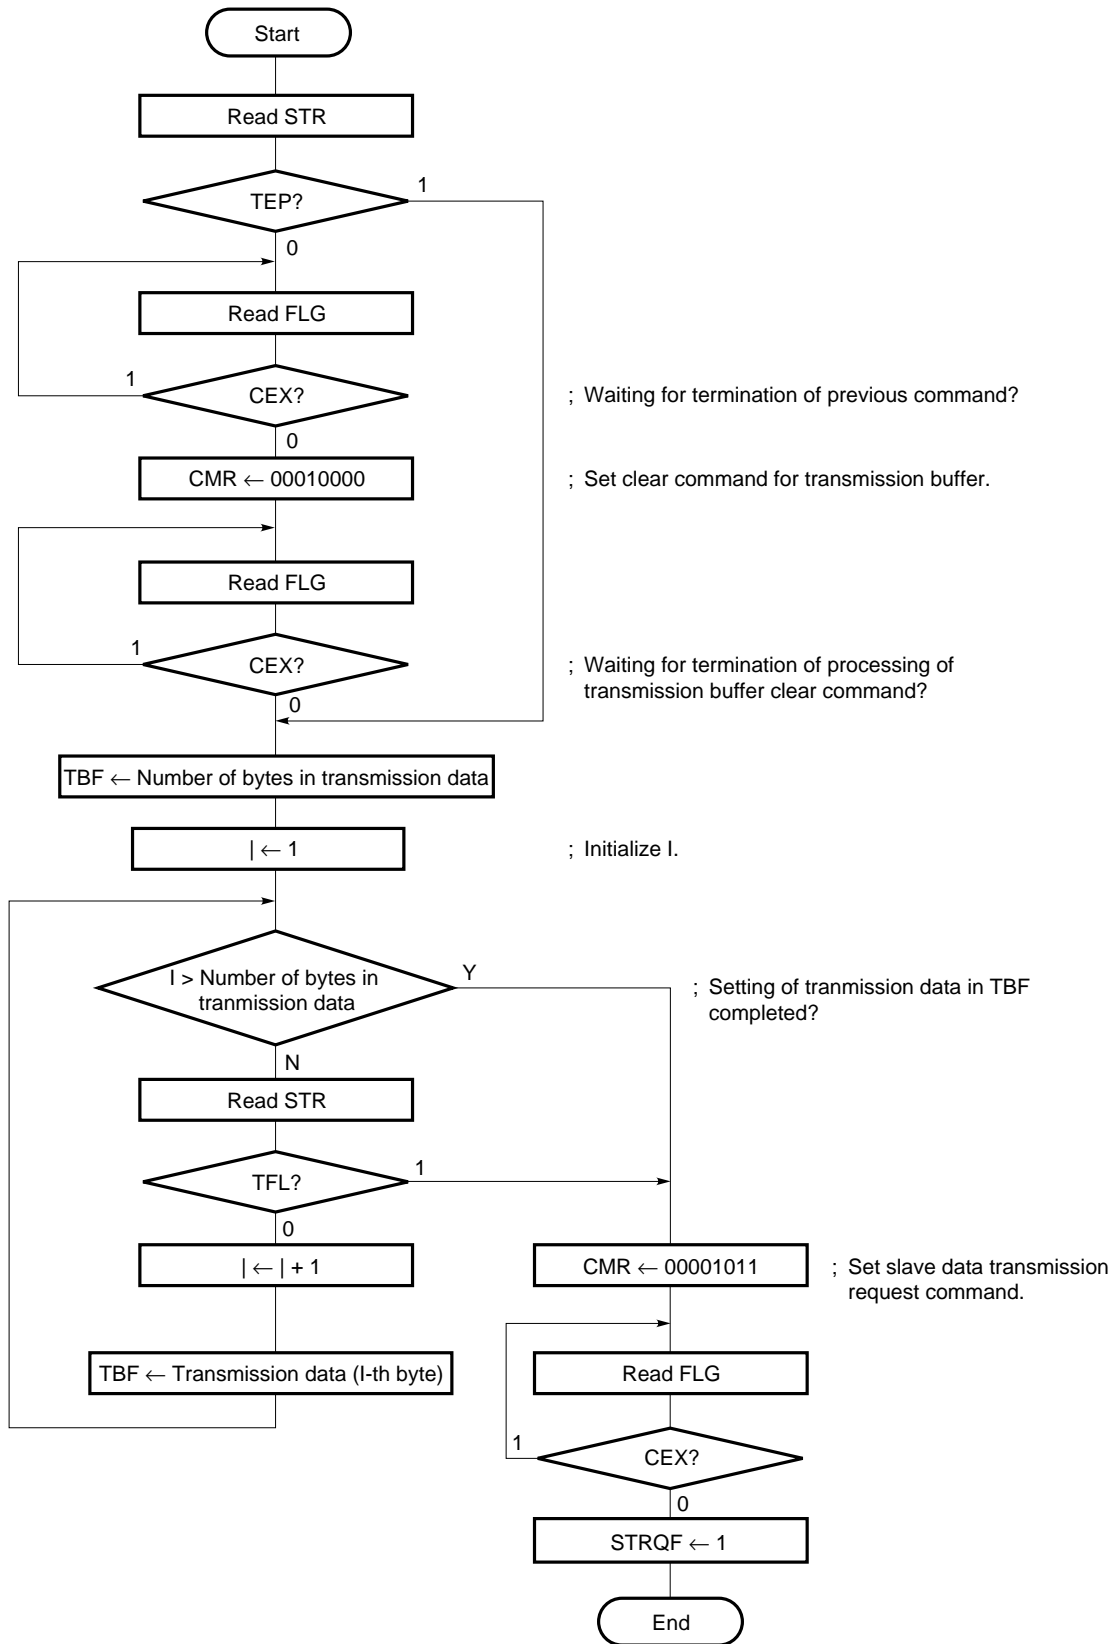 Start
Read STR
TEP?
1
0
Read FLG
1
CEX?
; Waiting for termination of previous command?
0
CMR ← 00010000
; Set clear command for transmission buffer.
Read FLG
1
CEX?
; Waiting for termination of processing of
transmission buffer clear command?
0
TBF ← Number of bytes in transmission data
| ← 1
; Initialize I.
I > Number of bytes in
tranmission data
Y
; Setting of tranmission data in TBF
completed?
N
Read STR
TFL?
1
0
| ← | + 1
CMR ← 00001011
; Set slave data transmission
request command.
TBF ← Transmission data (I-th byte)
Read FLG
1
CEX?
0
STRQF ← 1
End